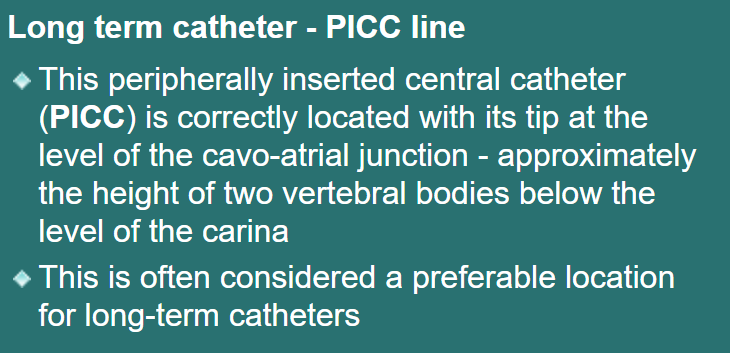 Long term catheter - PICC line
This peripherally inserted central catheter
(PICC) is correctly located with its tip at the
level of the cavo-atrial junction - approximately
the height of two vertebral bodies below the
level of the carina
This is often considered a preferable location
for long-term catheters